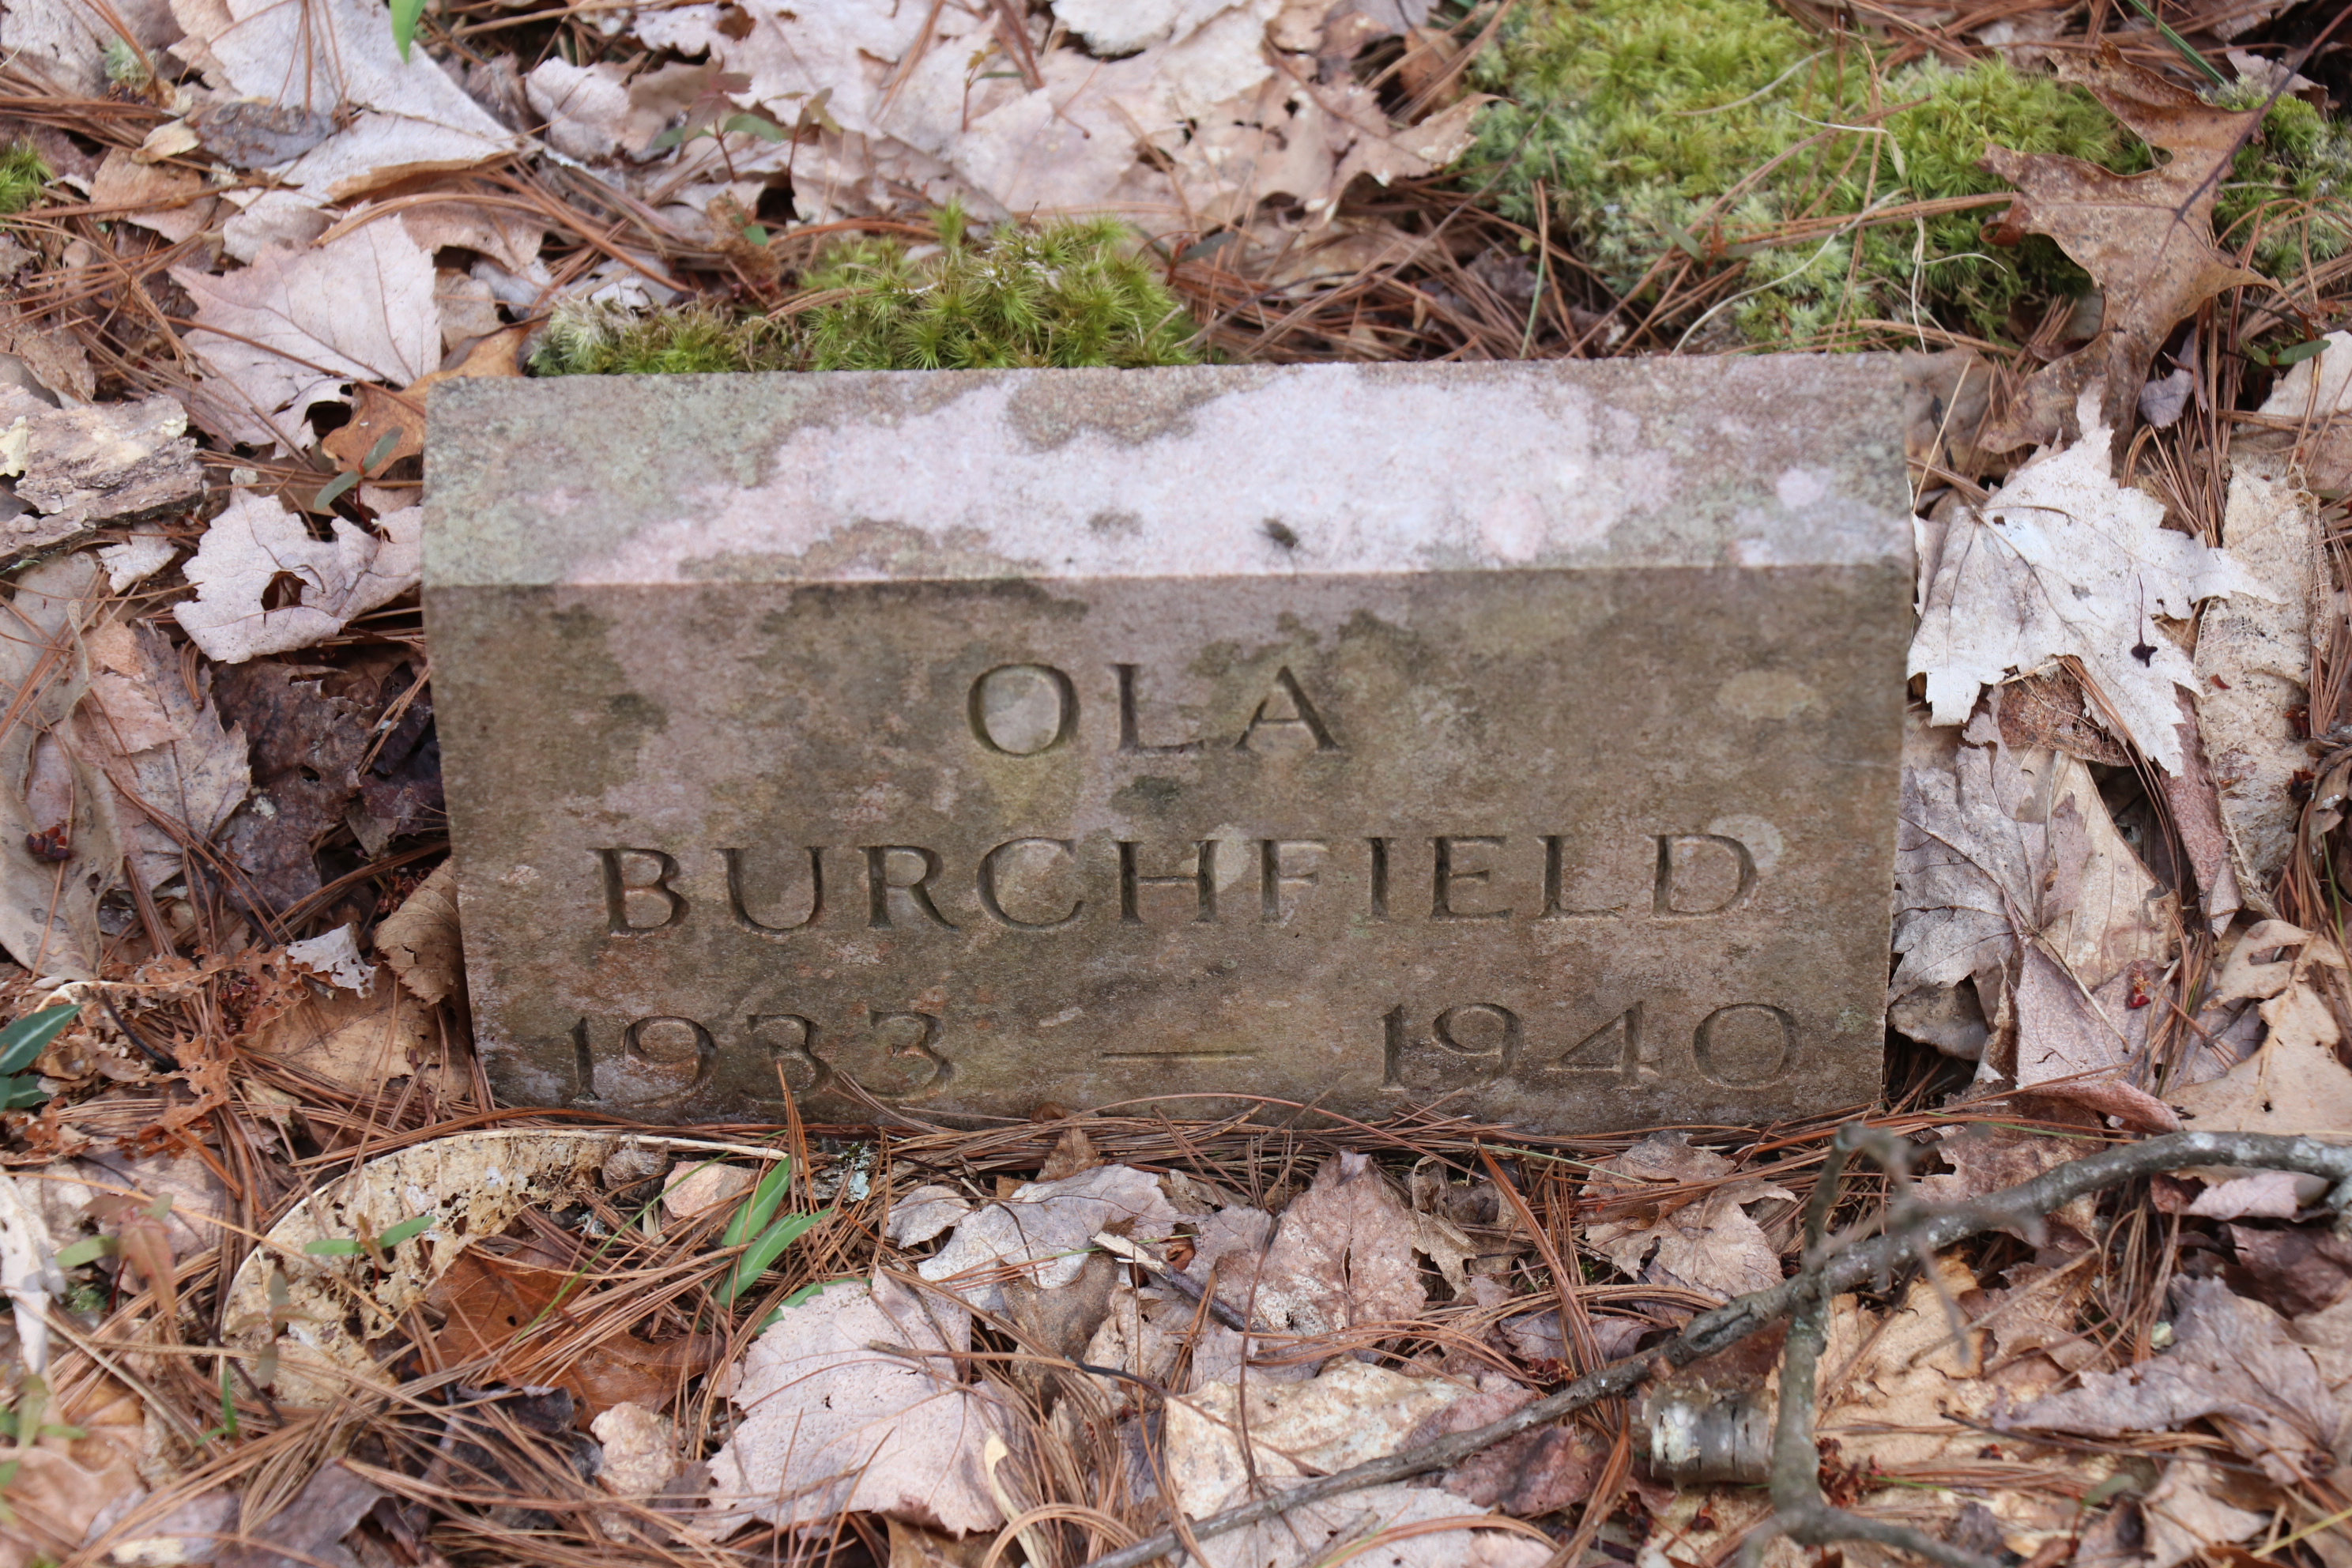 OLA
BURCHFIELD
1933 — 1940